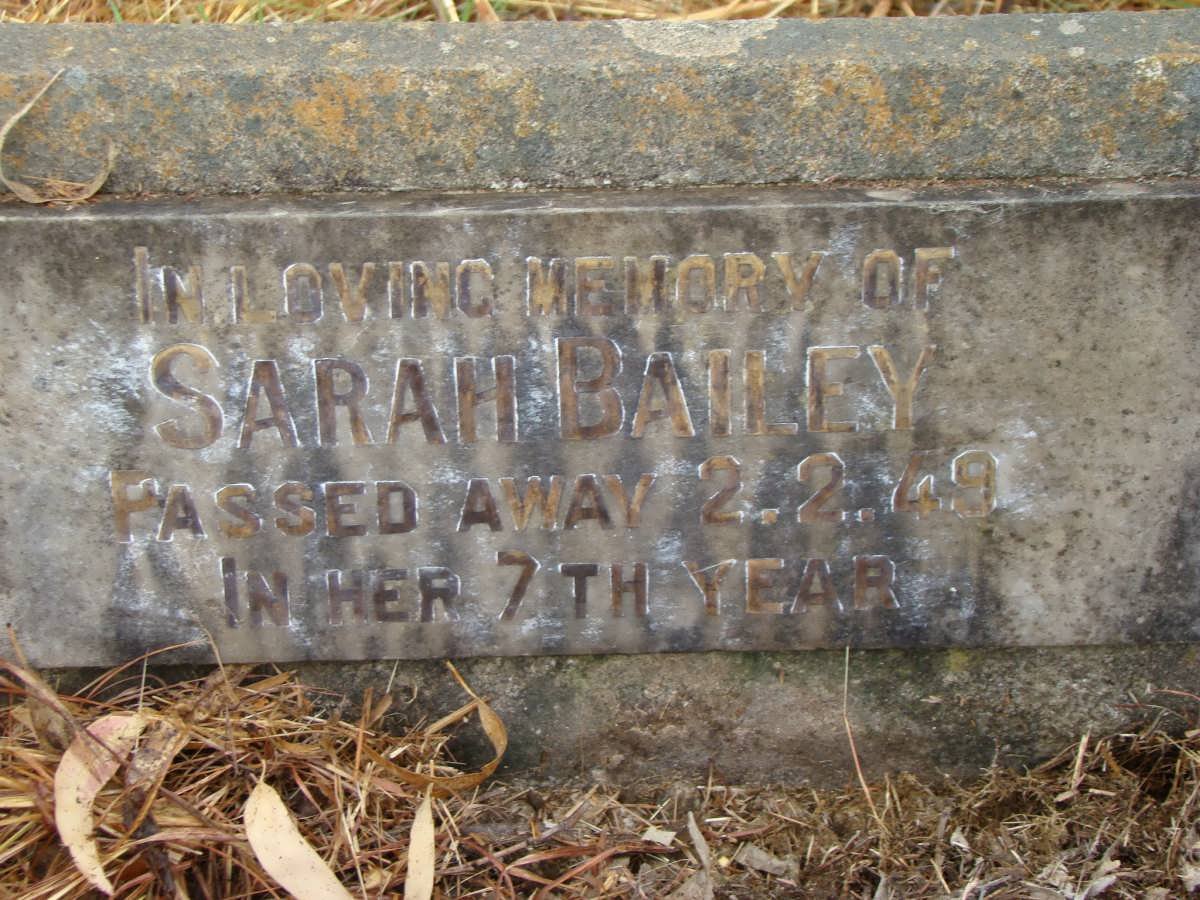 IN LOVING MEMORY OF
SARAH BAILEY
PASSED AWAY 2.2.49
IN HER 7TH YEAR